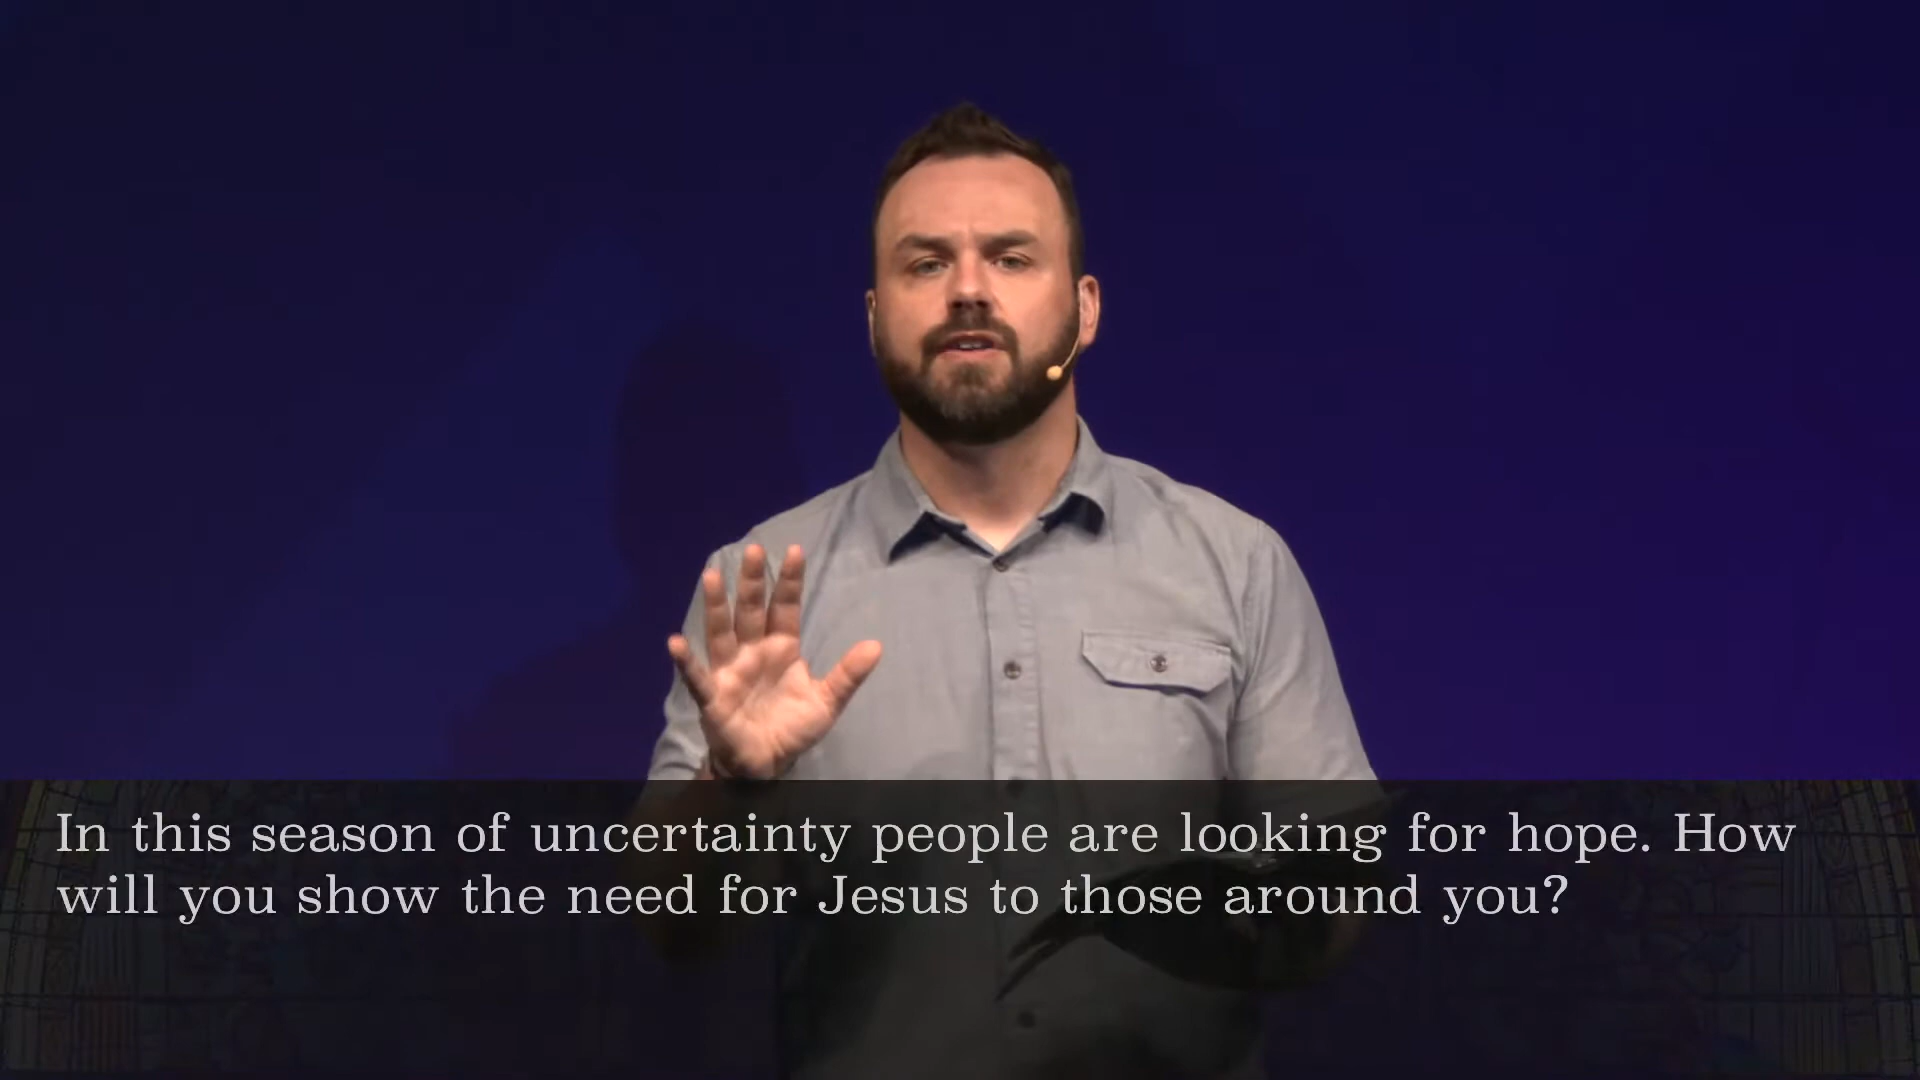 In this season of uncertainty people are looking for hope. How
will you show the need for Jesus to those around you?